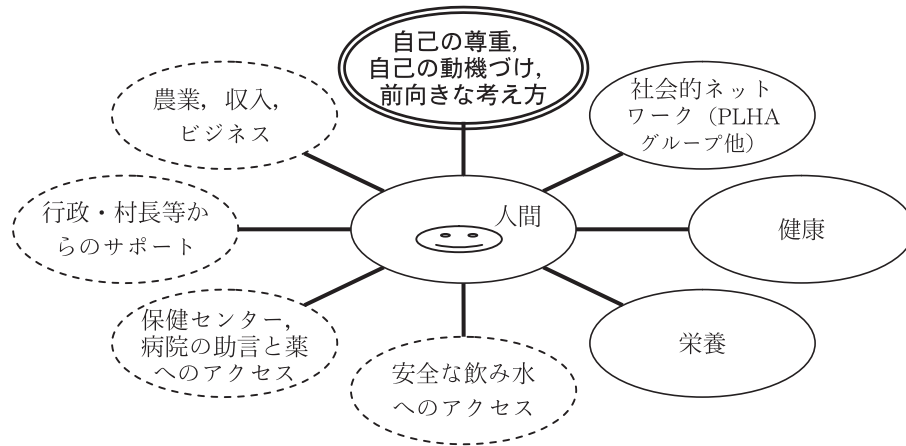 自己の尊重,
自己の動機づけ,
前向きな考え方
農業，収入，
ビジネス
社会的ネット
ワーク（PLHA
グループ他）
行政・村長等か
らのサポート
人間
健康
保健センター，
病院の助言と薬
へのアクセス
安全な飲み水
へのアクセス
栄養